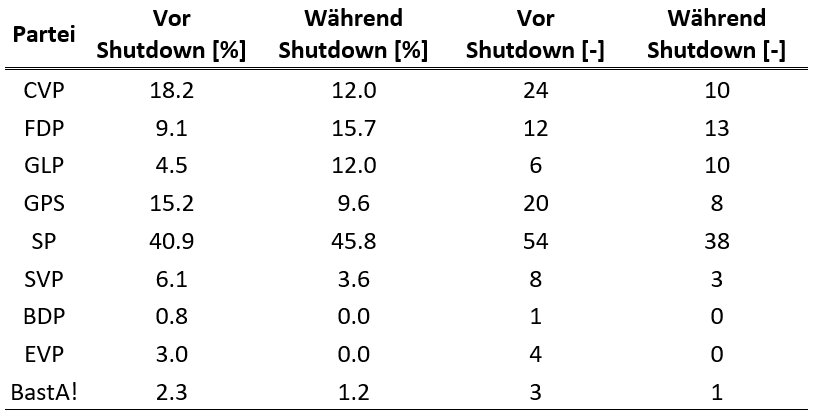 Partei Vor Shutdown [%] Während Shutdown [%] Vor Shutdown [-] Während Shutdown [-]
CVP 18.2 12.0 24 10
FDP 9.1 15.7 12 13
GLP 4.5 12.0 6 10
GPS 15.2 9.6 20 8
SP 40.9 45.8 54 38
SVP 6.1 3.6 8 3
BDP 0.8 0.0 1 0
EVP 3.0 0.0 4 0
BastA! 2.3 1.2 3 1